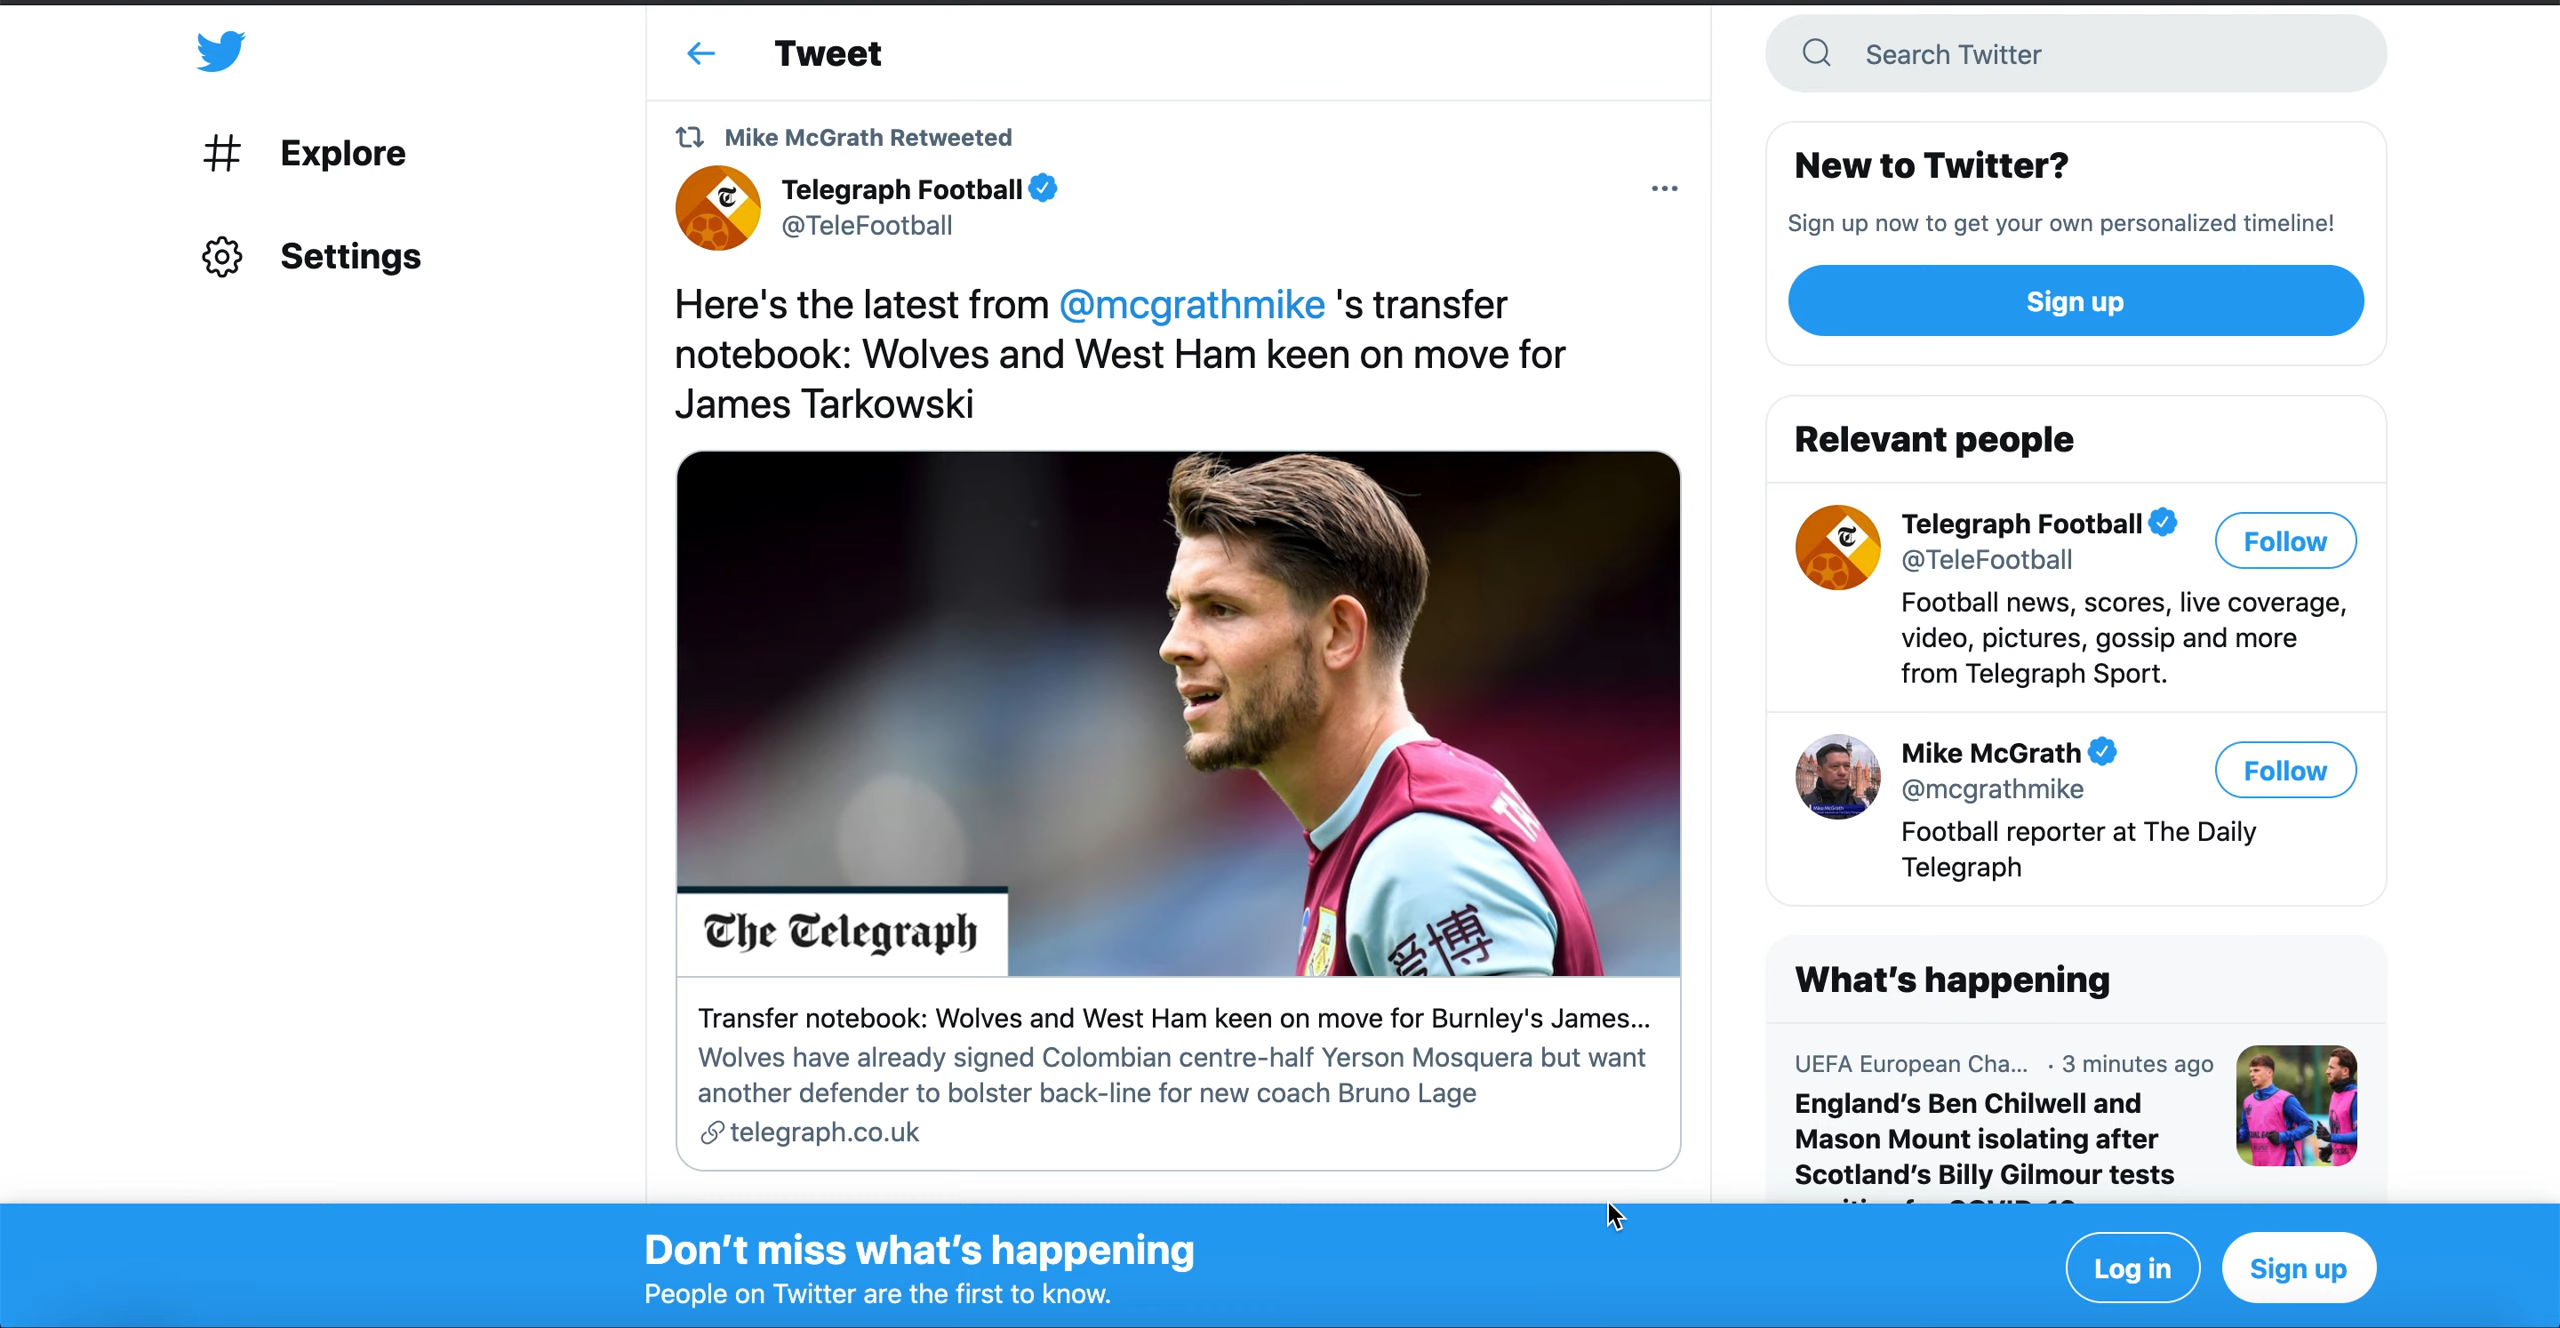 Tweet
Search Twitter
Explore
Settings
Mike McGrath Retweeted
Telegraph Football
@TeleFootball
Here's the latest from @mcgrathmike 's transfer
notebook: Wolves and West Ham keen on move for
James Tarkowski
TA
爱博
The Telegraph
Transfer notebook: Wolves and West Ham keen on move for Burnley's James...
Wolves have already signed Colombian centre-half Yerson Mosquera but want
another defender to bolster back-line for new coach Bruno Lage
telegraph.co.uk
New to Twitter?
Sign up now to get your own personalized timeline!
Sign up
Relevant people
Telegraph Football
@TeleFootball
Follow
Football news, scores, live coverage,
video, pictures, gossip and more
from Telegraph Sport.
Mike McGrath
@mcgrathmike
Follow
Football reporter at The Daily
Telegraph
What's happening
UEFA European Cha... · 3 minutes ago
England's Ben Chilwell and
Mason Mount isolating after
Scotland's Billy Gilmour tests
Don't miss what's happening
People on Twitter are the first to know.
Log in
Sign up